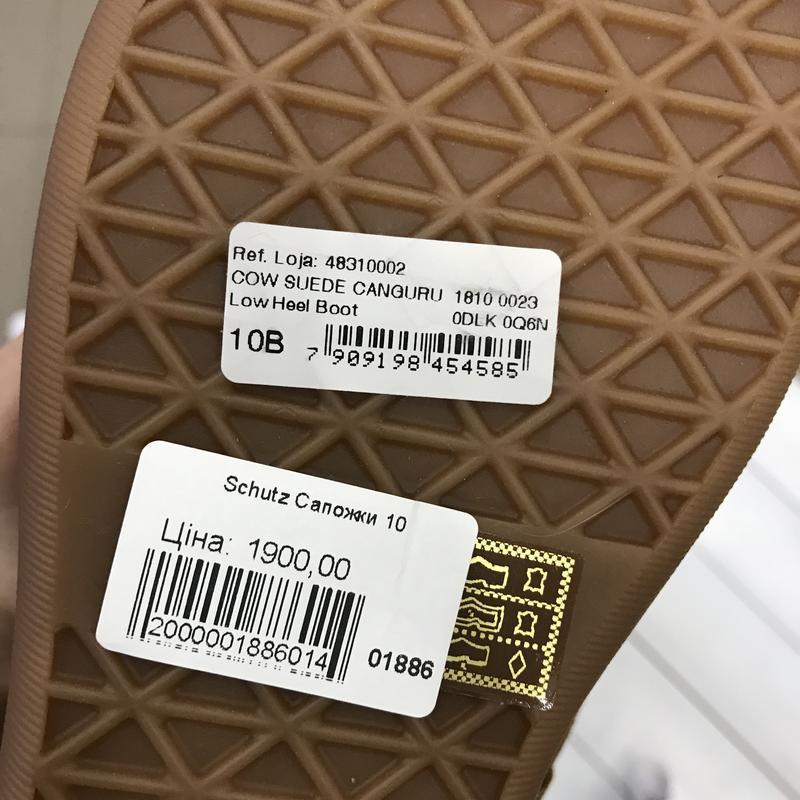 Ref. Loja: 48310002
COW SUEDE CANGURU 1810 0023
Low Heel Boot 0DLK 0Q6N
10B 7 909198 454585
Schutz Сапожки 10
Ціна: 1900,00
2000001886014
01886